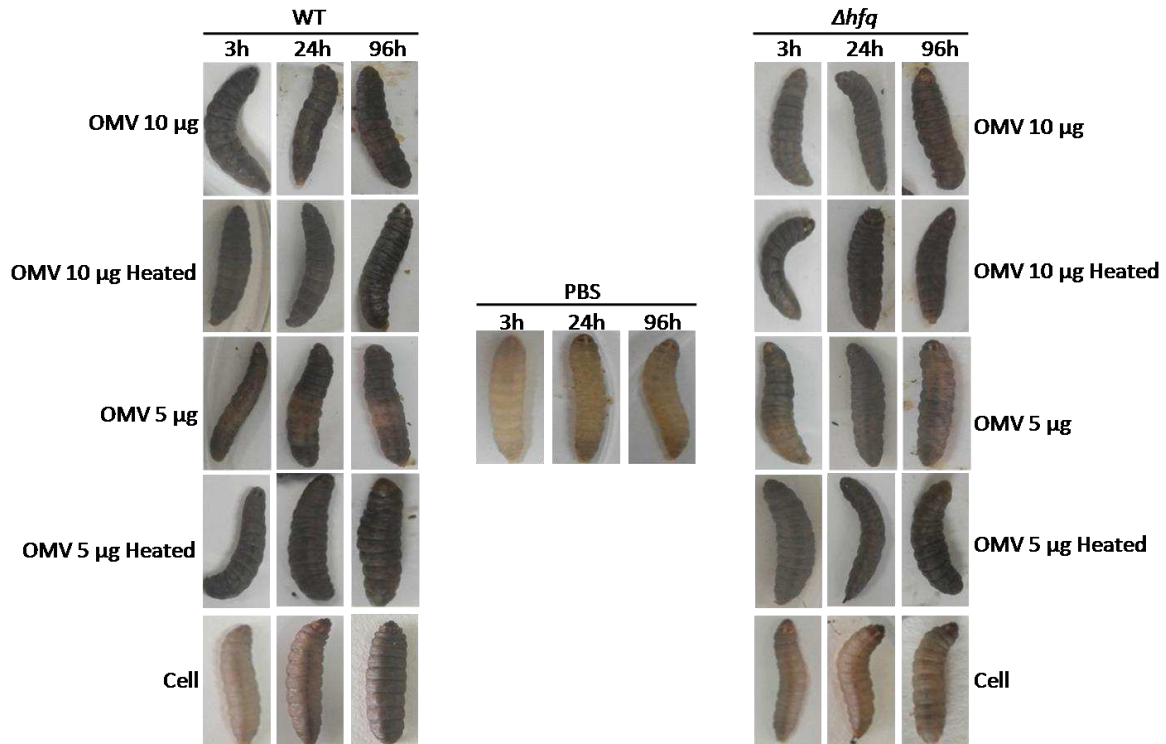 WT
3h 24h 96h
OMV 10 µg
OMV 10 µg Heated
OMV 5 µg
OMV 5 µg Heated
Cell
PBS
3h 24h 96h
Δhfq
3h 24h 96h
OMV 10 µg
OMV 10 µg Heated
OMV 5 µg
OMV 5 µg Heated
Cell